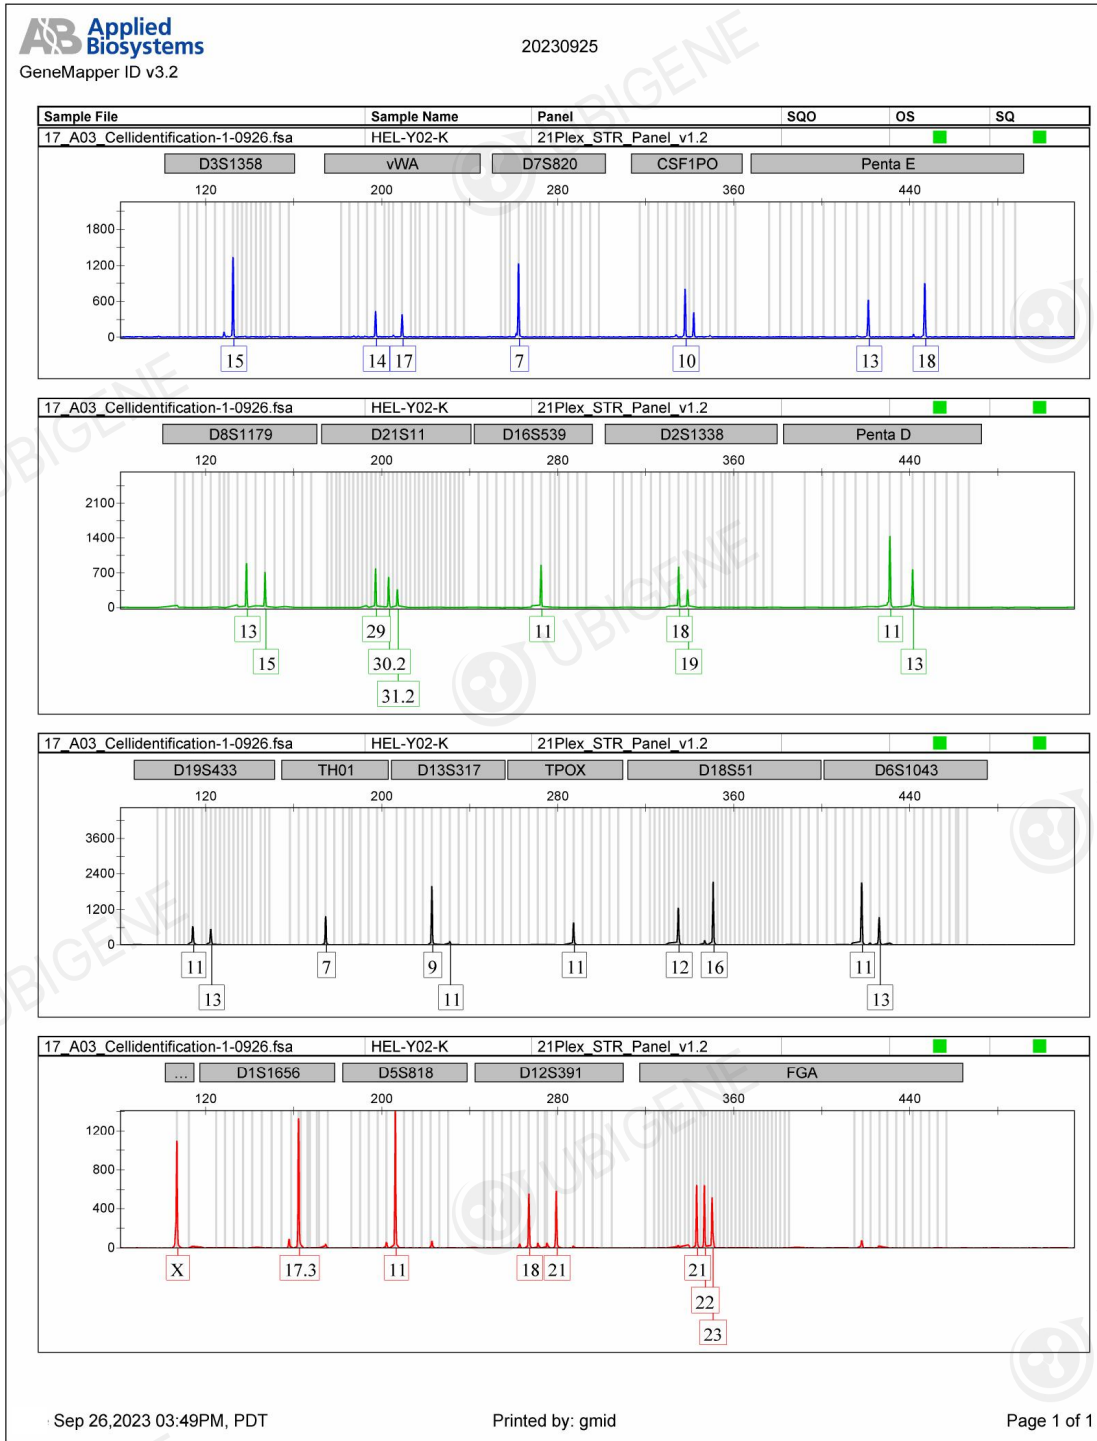 AB Applied Biosystems
GeneMapper ID v3.2
20230925
Sample File Sample Name Panel SQO OS SQ
17_A03_Cellidentification-1-0926.fsa HEL-Y02-K 21Plex_STR_Panel_v1.2
D3S1358 vWA D7S820 CSF1PO Penta E
120 200 280 360 440
1800
1200
600
0
15 14 17 7 10 13 18
17_A03_Cellidentification-1-0926.fsa HEL-Y02-K 21Plex_STR_Panel_v1.2
D8S1179 D21S11 D16S539 D2S1338 Penta D
120 200 280 360 440
2100
1400
700
0
13 29 11 18 11
15 30.2 19 13
31.2
17_A03_Cellidentification-1-0926.fsa HEL-Y02-K 21Plex_STR_Panel_v1.2
D19S433 TH01 D13S317 TPOX D18S51 D6S1043
120 200 280 360 440
3600
2400
1200
0
11 7 9 11 12 16 11
13 11 13
17_A03_Cellidentification-1-0926.fsa HEL-Y02-K 21Plex_STR_Panel_v1.2
... D1S1656 D5S818 D12S391 FGA
120 200 280 360 440
1200
800
400
0
X 17.3 11 18 21 21
22
23
Sep 26,2023 03:49PM, PDT Printed by: gmid Page 1 of 1
UBIGENE
UBIGENE
UBIGENE
UBIGENE
UBIGENE